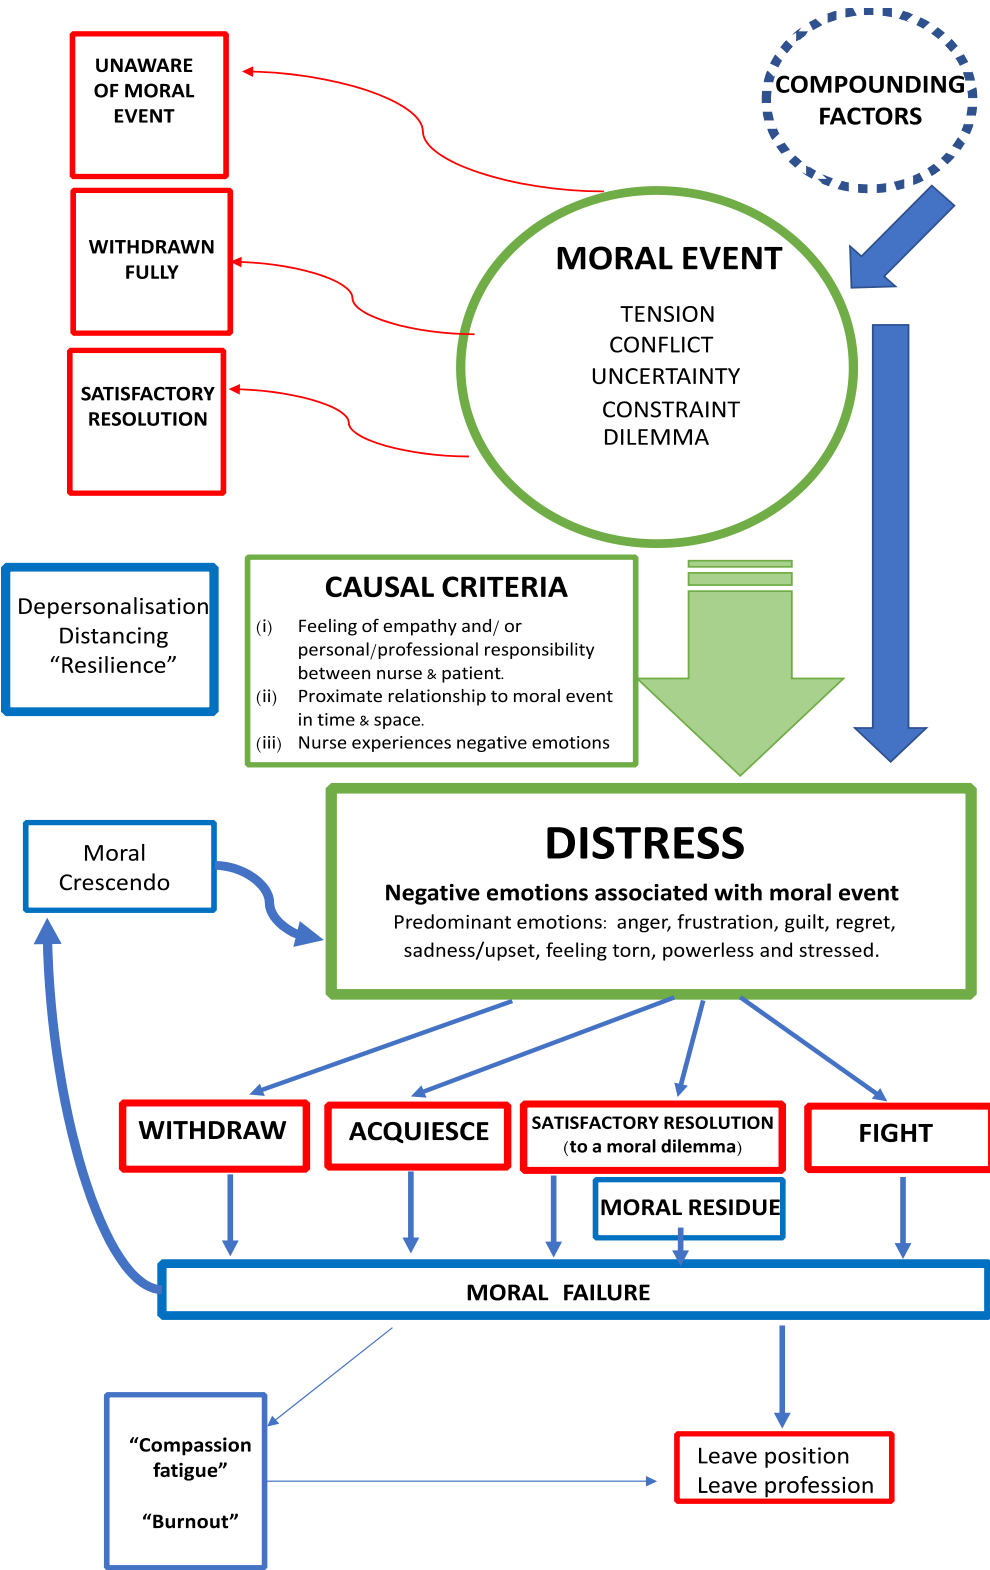 UNAWARE
OF MORAL
EVENT
COMPOUNDING
FACTORS
WITHDRAWN
FULLY
SATISFACTORY
RESOLUTION
MORAL EVENT
TENSION
CONFLICT
UNCERTAINTY
CONSTRAINT
DILEMMA
Depersonalisation
Distancing
“Resilience”
CAUSAL CRITERIA
(i) Feeling of empathy and/ or
personal/professional responsibility
between nurse & patient.
(ii) Proximate relationship to moral event
in time & space.
(iii) Nurse experiences negative emotions
Moral
Crescendo
DISTRESS
Negative emotions associated with moral event
Predominant emotions: anger, frustration, guilt, regret,
sadness/upset, feeling torn, powerless and stressed.
WITHDRAW
ACQUIESCE
SATISFACTORY RESOLUTION
(to a moral dilemma)
FIGHT
MORAL RESIDUE
MORAL FAILURE
“Compassion
fatigue”
“Burnout”
Leave position
Leave profession